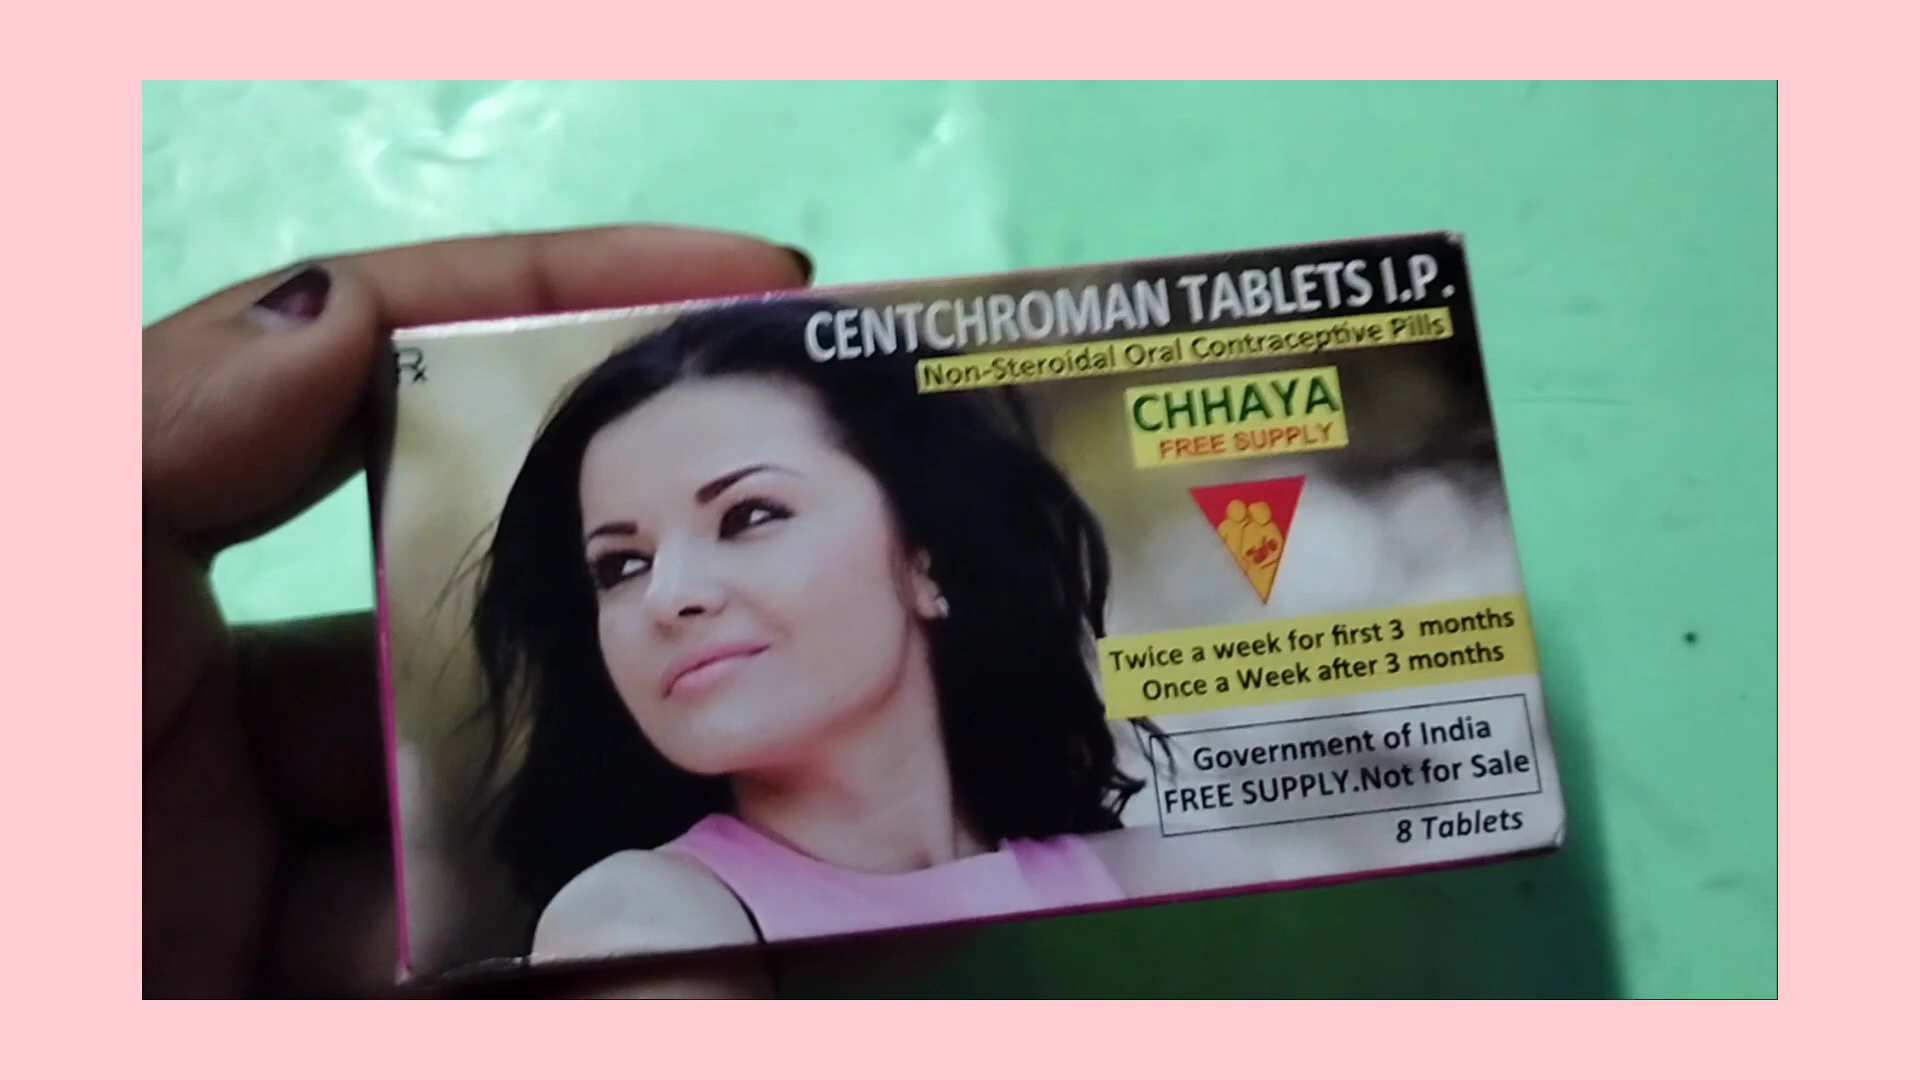 Rx
CENTCHROMAN TABLETS I.P.
Non-Steroidal Oral Contraceptive Pills
CHHAYA
FREE SUPPLY
Twice a week for first 3 months
Once a Week after 3 months
Government of India
FREE SUPPLY.Not for Sale
8 Tablets